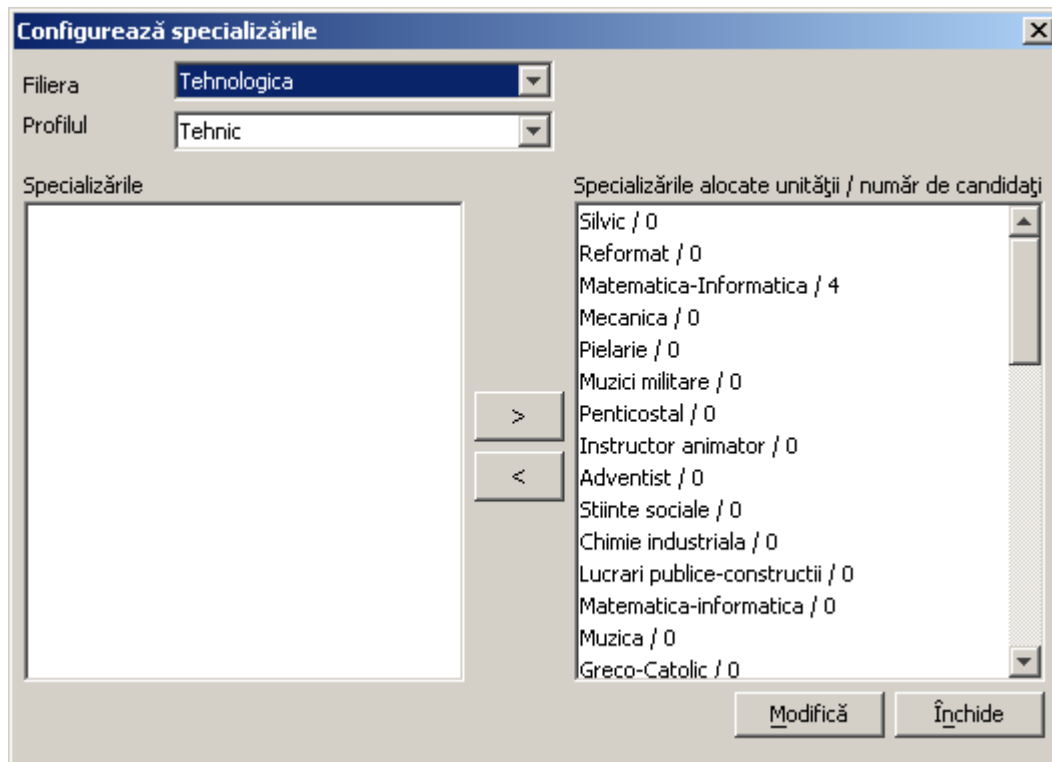 Configurează specializările
Filiera
Tehnologica
Profilul
Tehnic
Specializările
Specializările alocate unităţii / număr de candidaţi
Silvic / 0
Reformat / 0
Matematica-Informatica / 4
Mecanica / 0
Pielarie / 0
Muzici militare / 0
Penticostal / 0
Instructor animator / 0
Adventist / 0
Stiinte sociale / 0
Chimie industriala / 0
Lucrari publice-constructii / 0
Matematica-informatica / 0
Muzica / 0
Greco-Catolic / 0
>
<
Modifică
Închide